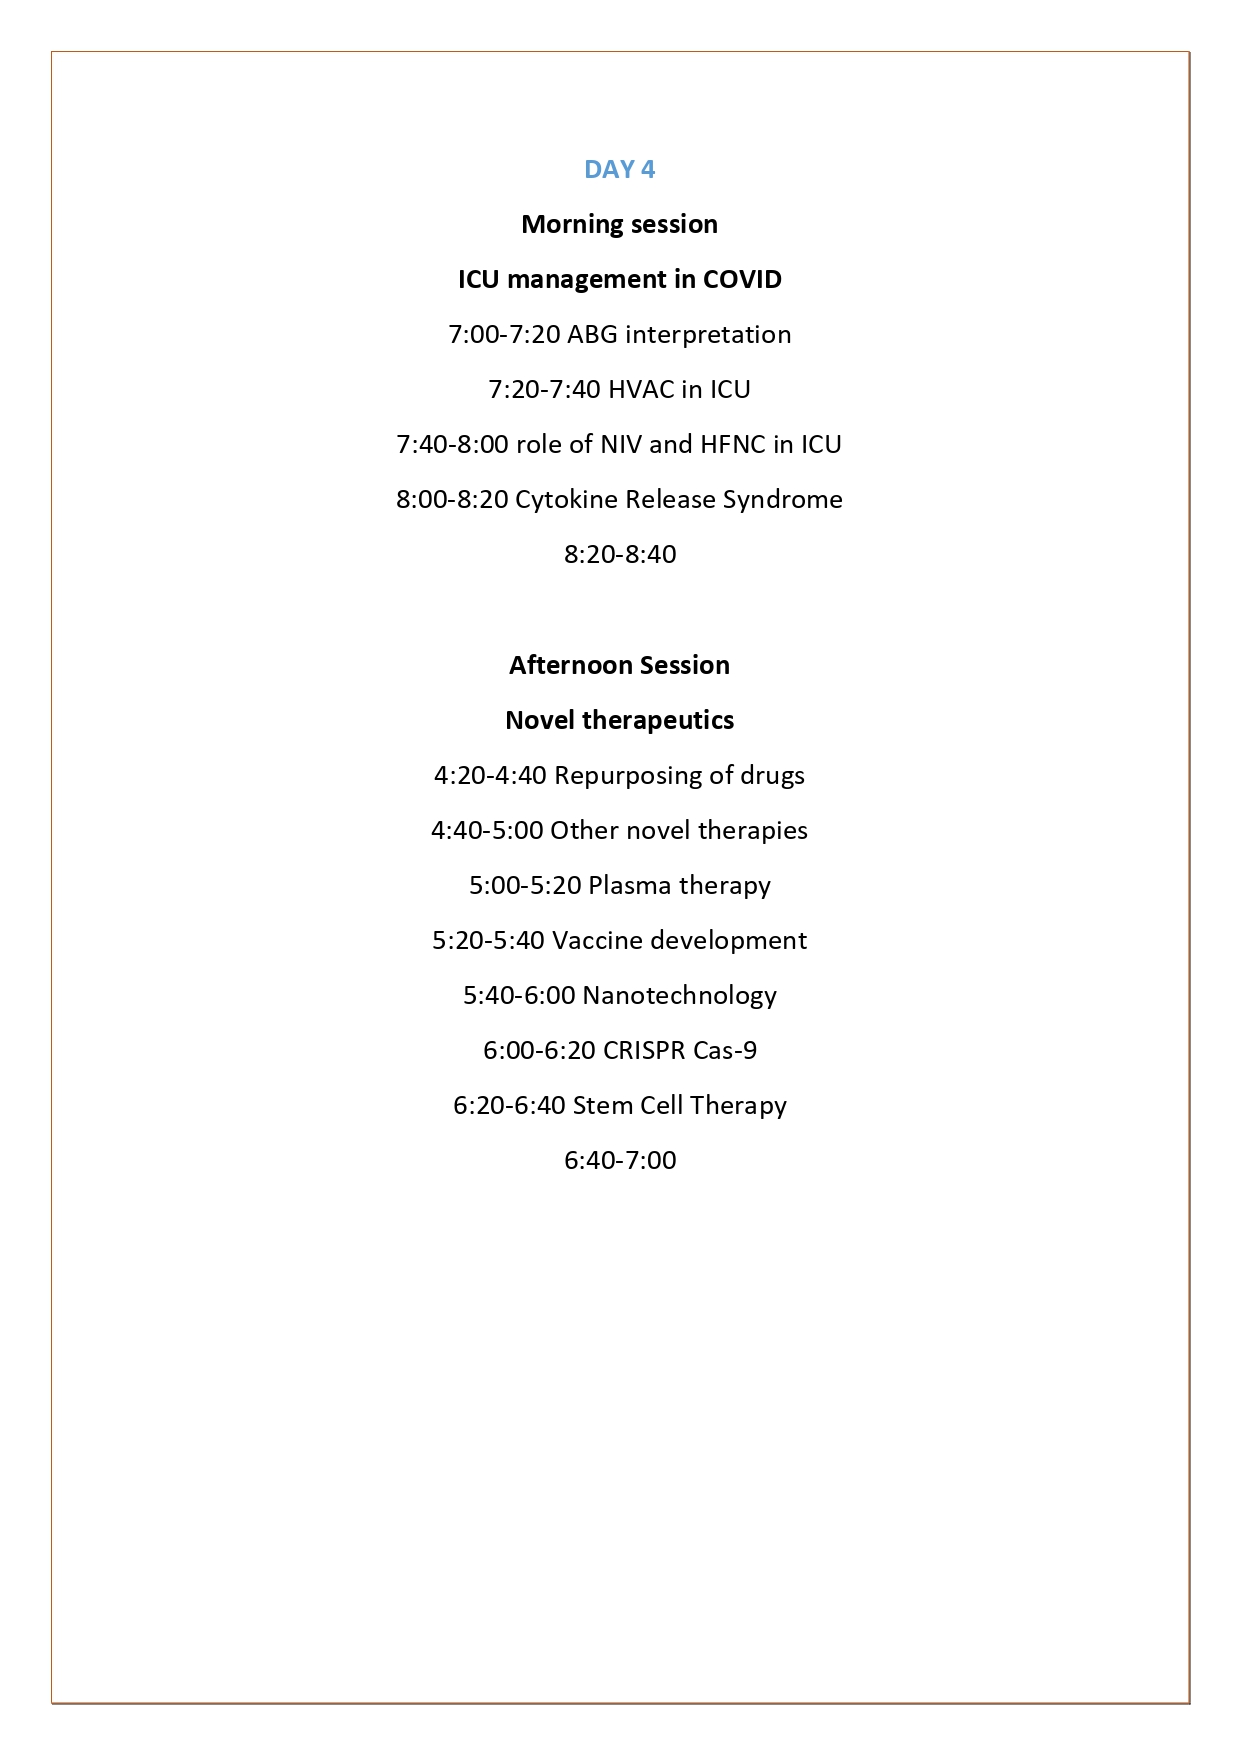 DAY 4
Morning session
ICU management in COVID
7:00-7:20 ABG interpretation
7:20-7:40 HVAC in ICU
7:40-8:00 role of NIV and HFNC in ICU
8:00-8:20 Cytokine Release Syndrome
8:20-8:40
Afternoon Session
Novel therapeutics
4:20-4:40 Repurposing of drugs
4:40-5:00 Other novel therapies
5:00-5:20 Plasma therapy
5:20-5:40 Vaccine development
5:40-6:00 Nanotechnology
6:00-6:20 CRISPR Cas-9
6:20-6:40 Stem Cell Therapy
6:40-7:00